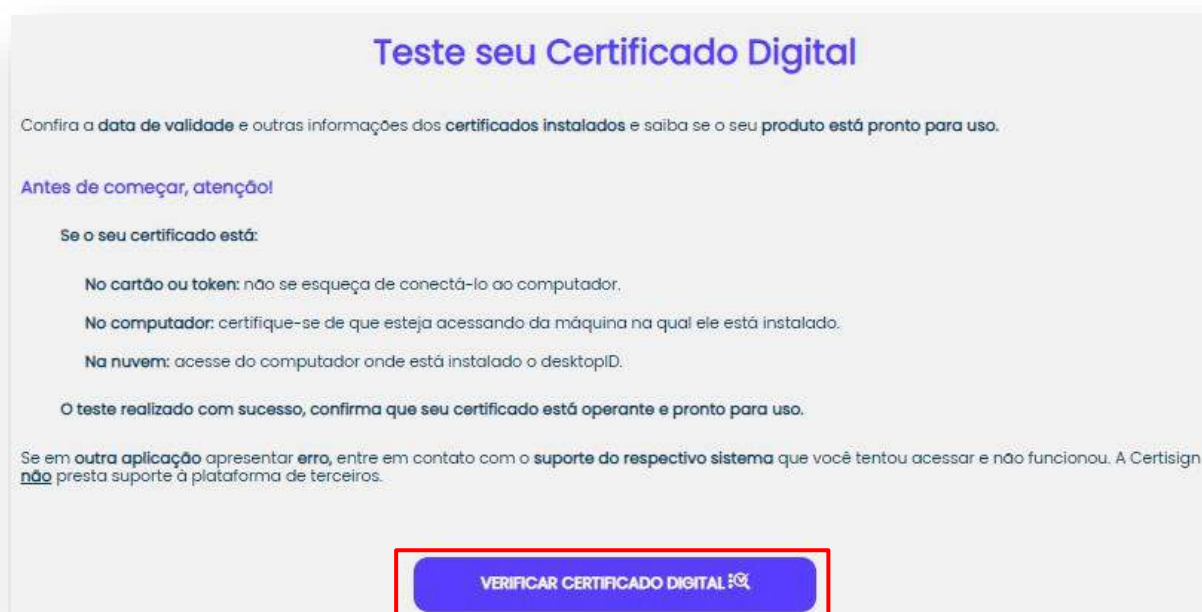 Teste seu Certificado Digital
Confira a data de validade e outras informações dos certificados instalados e saiba se o seu produto está pronto para uso.
Antes de começar, atenção!
Se o seu certificado está:
No cartão ou token: não se esqueça de conectá-lo ao computador.
No computador: certifique-se de que esteja acessando da máquina na qual ele está instalado.
Na nuvem: acesse do computador onde está instalado o desktopID.
O teste realizado com sucesso, confirma que seu certificado está operante e pronto para uso.
Se em outra aplicação apresentar erro, entre em contato com o suporte do respectivo sistema que você tentou acessar e não funcionou. A Certisign
não presta suporte à plataforma de terceiros.
VERIFICAR CERTIFICADO DIGITAL